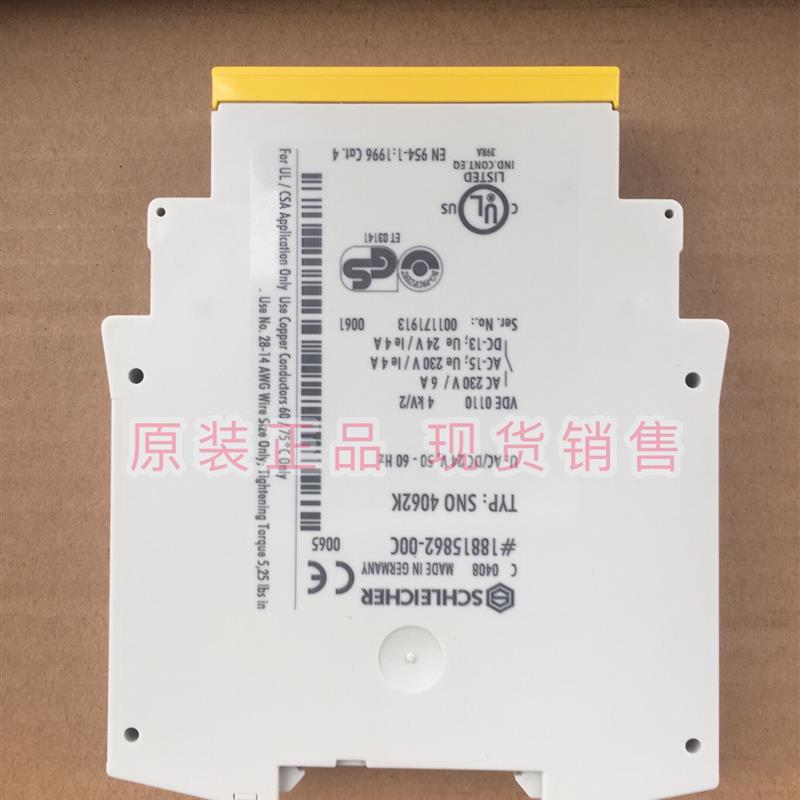 SCHLEICHER
C 0408 MADE IN GERMANY
#18815862-00C
0065
TYP: SNO 4062K
U: AC/DC 24 V 50 - 60 Hz
VDE 0110 4 kV/2
AC 230 V / 6 A
AC-15; Ue 230 V / Ie 4 A
DC-13; Ue 24 V / Ie 4 A
Ser. No.: 001171913 0061
GS
ET 03141
C UL US
LISTED
IND.CONT.EQ
39RA
EN 954-1:1996 Cat. 4
For UL / CSA Application Only Use Copper Conductors 60 / 75°C Only
. Use No. 28-14 AWG Wire Size Only; Tightening Torque 5,25 lbs in
原装正品 现货销售